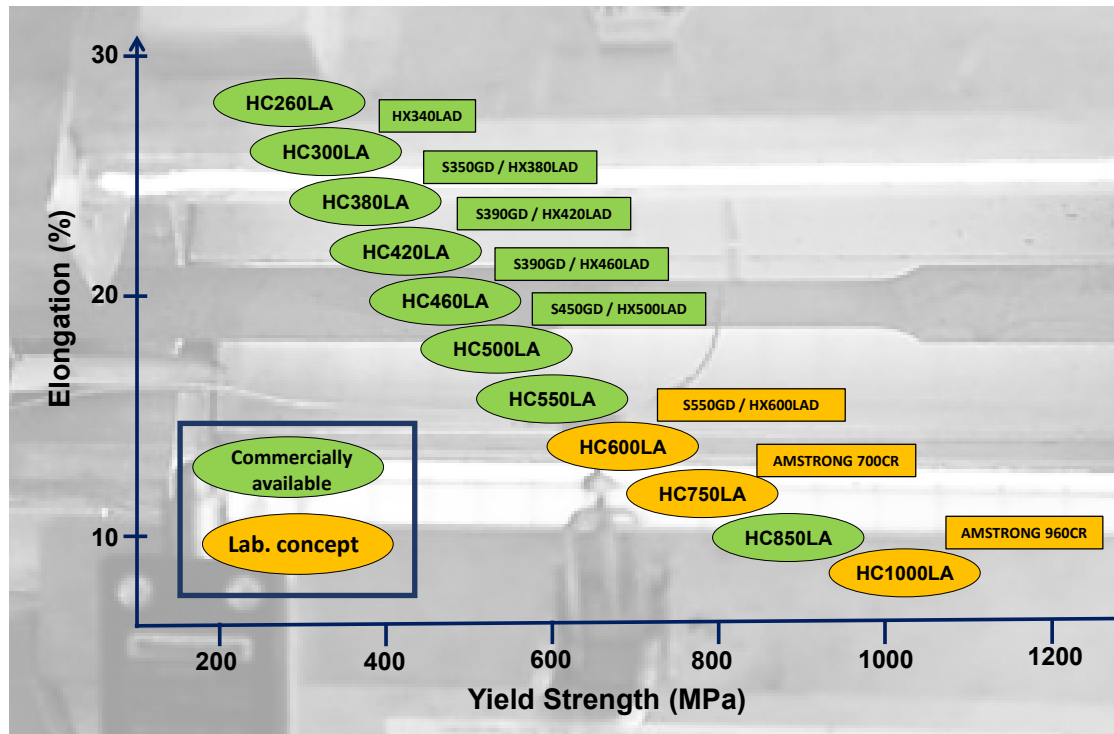 30
HC260LA
HX340LAD
HC300LA
S350GD / HX380LAD
HC380LA
S390GD / HX420LAD
HC420LA
S390GD / HX460LAD
20
HC460LA
S450GD / HX500LAD
HC500LA
HC550LA
S550GD / HX600LAD
HC600LA
AMSTRONG 700CR
HC750LA
10
HC850LA
AMSTRONG 960CR
HC1000LA
Elongation (%)
Commercially
available
Lab. concept
200
400
600
800
1000
1200
Yield Strength (MPa)